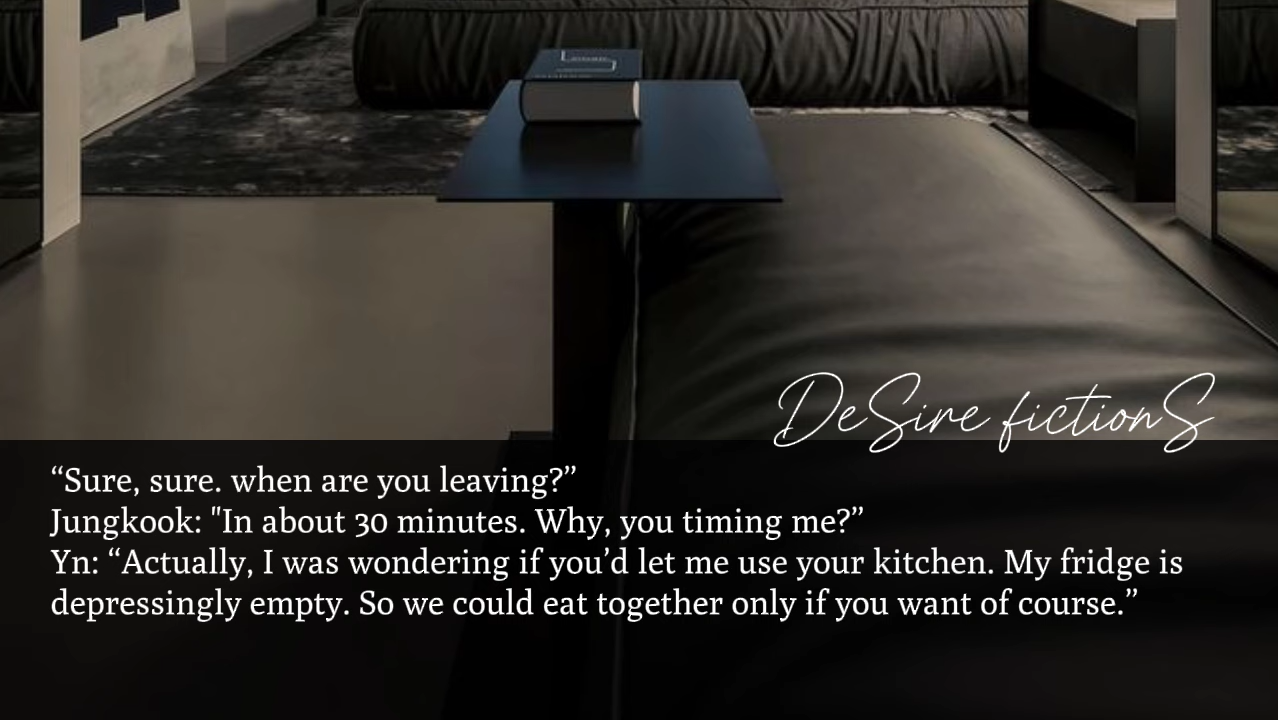 DeSire fictionS
“Sure, sure. when are you leaving?”
Jungkook: "In about 30 minutes. Why, you timing me?”
Yn: “Actually, I was wondering if you’d let me use your kitchen. My fridge is
depressingly empty. So we could eat together only if you want of course.”